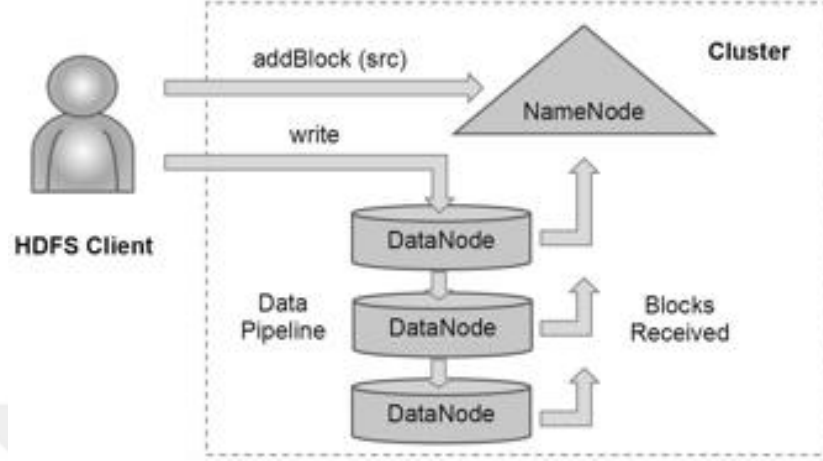 addBlock (src)
Cluster
NameNode
write
HDFS Client
DataNode
Data
Pipeline
DataNode
Blocks
Received
DataNode